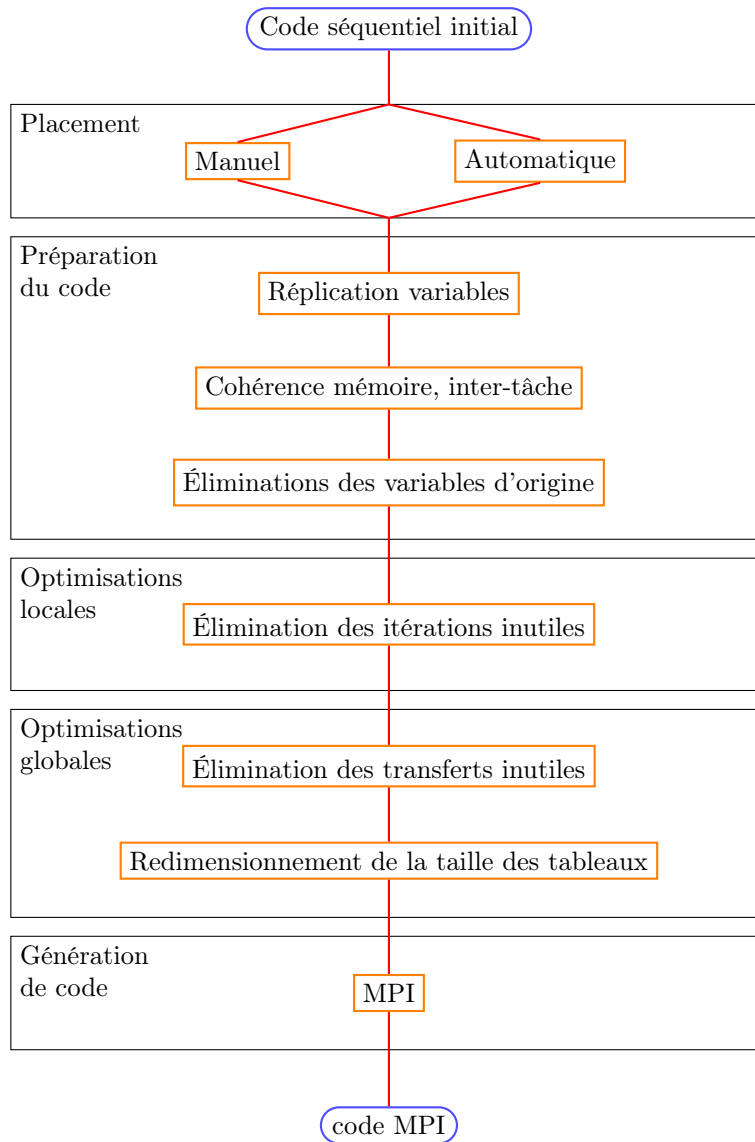 Code séquentiel initial
Placement
Manuel
Automatique
Préparation
du code
Réplication variables
Cohérence mémoire, inter-tâche
Éliminations des variables d'origine
Optimisations
locales
Élimination des itérations inutiles
Optimisations
globales
Élimination des transferts inutiles
Redimensionnement de la taille des tableaux
Génération
de code
MPI
code MPI